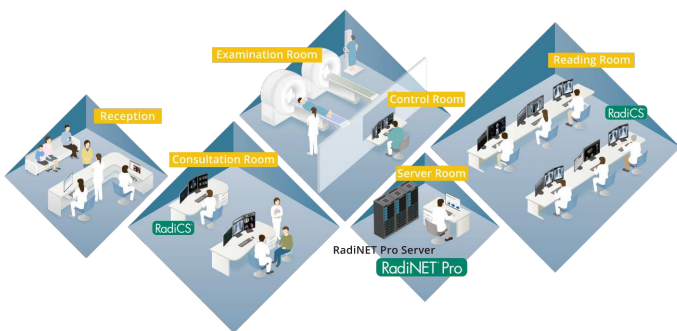 Examination Room
Reading Room
Control Room
RadiCS
Reception
Consultation Room
Server Room
RadiCS
RadiNET Pro Server
RadiNET Pro